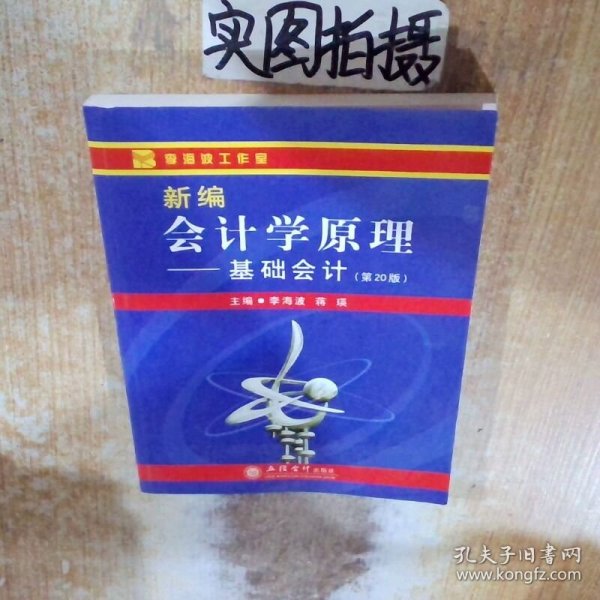 实图拍摄
李海波工作室
新编
会计学原理
——基础会计(第20版)
主编●李海波 蒋 瑛
立信会计出版社
孔夫子旧书网
www.kongfz.com